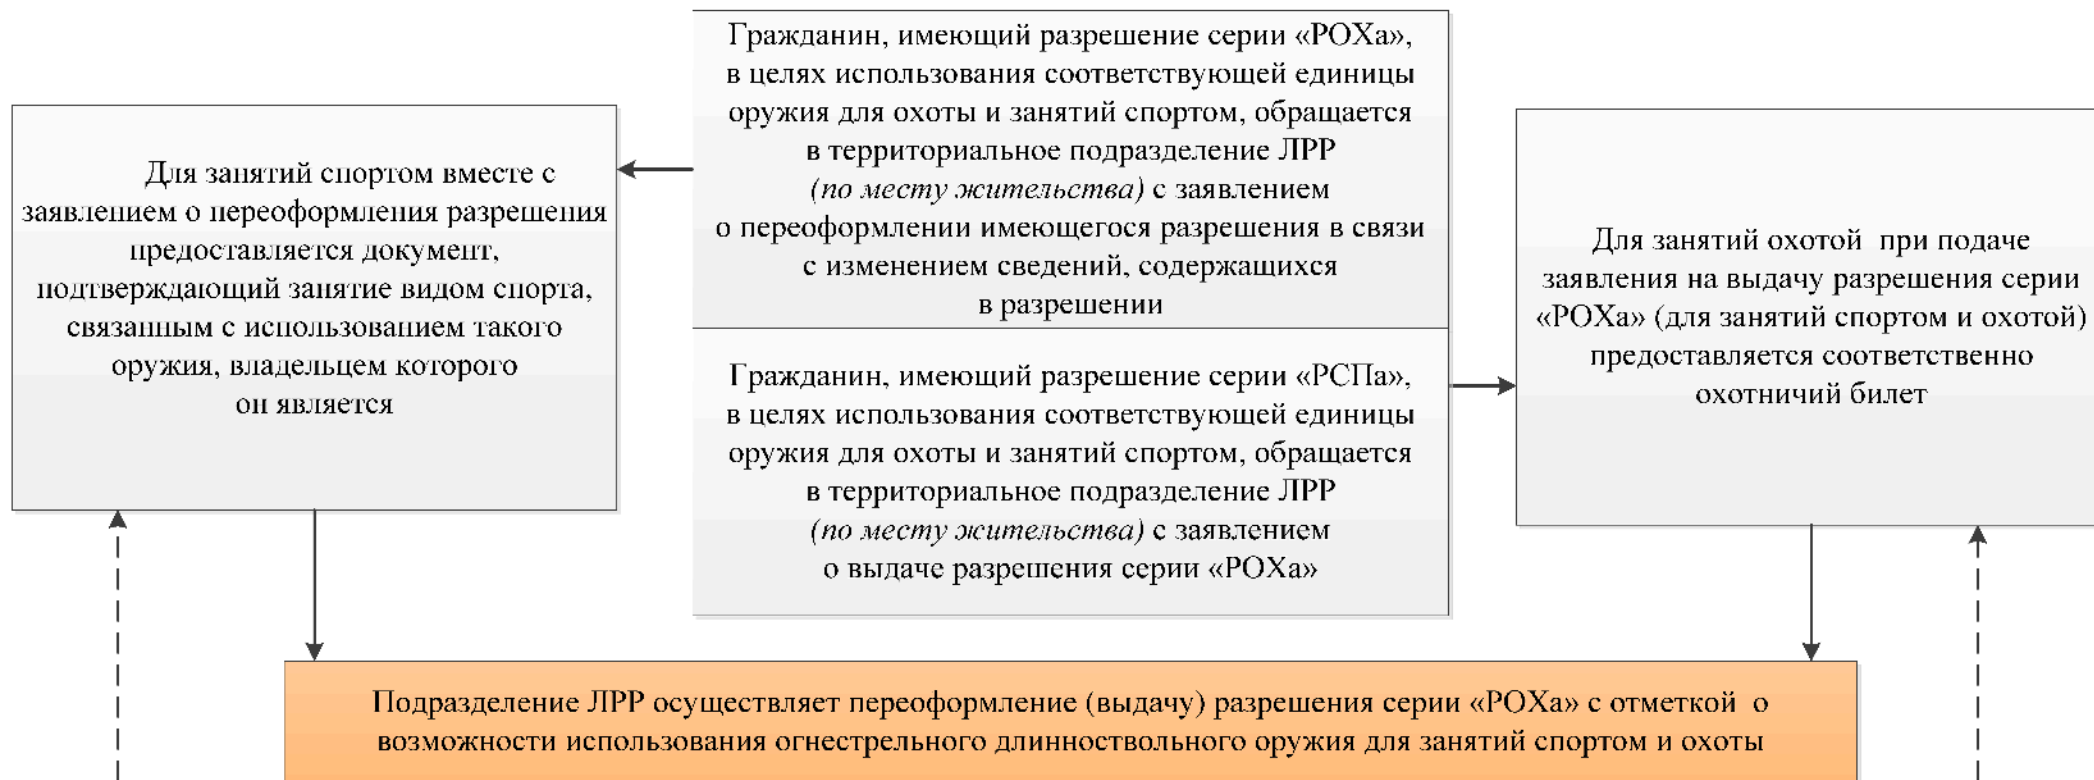 Гражданин, имеющий разрешение серии «РОХа»,
в целях использования соответствующей единицы
оружия для охоты и занятий спортом, обращается
в территориальное подразделение ЛРР
(по месту жительства) с заявлением
о переоформлении имеющегося разрешения в связи
с изменением сведений, содержащихся
в разрешении
Для занятий спортом вместе с
заявлением о переоформления разрешения
предоставляется документ,
подтверждающий занятие видом спорта,
связанным с использованием такого
оружия, владельцем которого
он является
Гражданин, имеющий разрешение серии «РСПа»,
в целях использования соответствующей единицы
оружия для охоты и занятий спортом, обращается
в территориальное подразделение ЛРР
(по месту жительства) с заявлением
о выдаче разрешения серии «РОХа»
Для занятий охотой при подаче
заявления на выдачу разрешения серии
«РОХа» (для занятий спортом и охотой)
предоставляется соответственно
охотничий билет
Подразделение ЛРР осуществляет переоформление (выдачу) разрешения серии «РОХа» с отметкой о
возможности использования огнестрельного длинноствольного оружия для занятий спортом и охоты